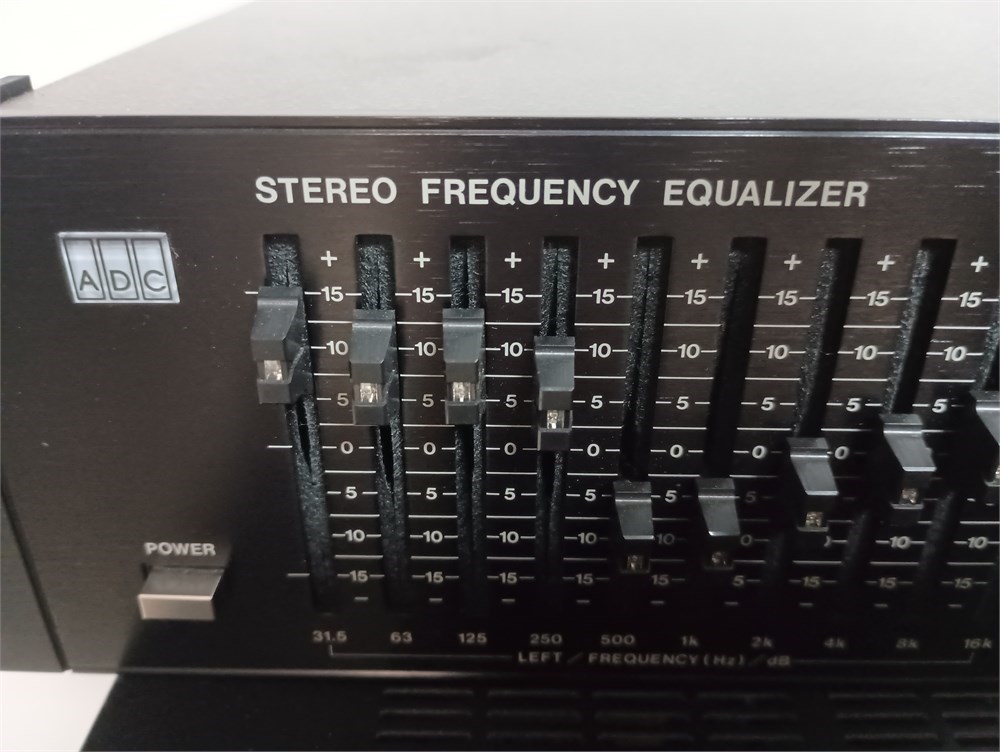 STEREO FREQUENCY EQUALIZER
ADC
+ + + + + + + +
15 15 15 15 15 15 15 15
10 10 10 10 10 10 10 10
5 5 5 5 5 5 5 5
0 0 0 0 0 0 0
5 5 5 5 5 5
10 10 10 10 10 10
POWER
15 15 15 15 15 5 15 15 15
− − − − − − − −
31.5 63 125 250 500 1k 2k 4k 8k 16k
LEFT / FREQUENCY (Hz) / dB